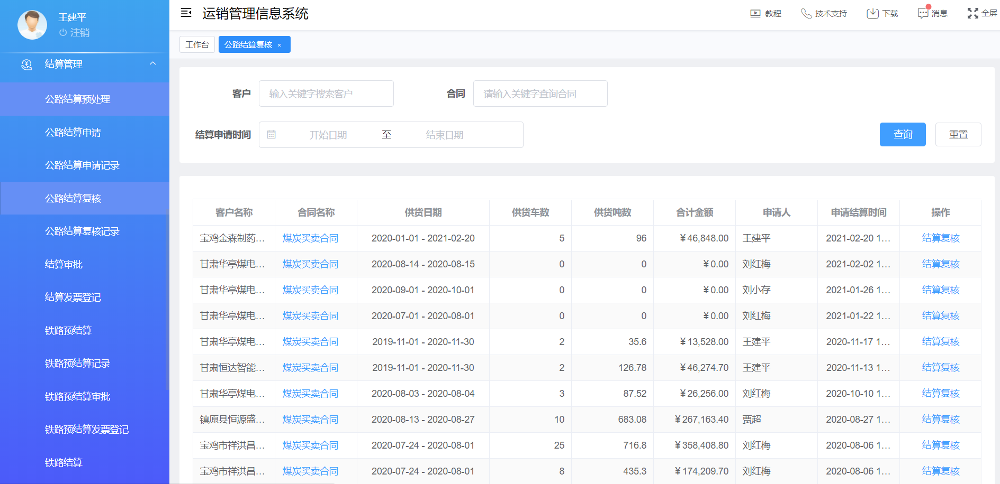 王建平
注销
结算管理
公路结算预处理
公路结算申请
公路结算申请记录
公路结算复核
公路结算复核记录
结算审批
结算发票登记
铁路预结算
铁路预结算记录
铁路预结算审批
铁路预结算发票登记
铁路结算
运销管理信息系统
教程 技术支持 下载 消息 全屏
工作台 公路结算复核 ×
客户 输入关键字搜索客户 合同 请输入关键字查询合同
结算申请时间 开始日期 至 结束日期 查询 重置
客户名称 合同名称 供货日期 供货车数 供货吨数 合计金额 申请人 申请结算时间 操作
宝鸡金森制药... 煤炭买卖合同 2020-01-01 - 2021-02-20 5 96 ¥46,848.00 王建平 2021-02-20 1... 结算复核
甘肃华亭煤电... 煤炭买卖合同 2020-08-14 - 2020-08-15 0 0 ¥0.00 刘红梅 2021-02-02 1... 结算复核
甘肃华亭煤电... 煤炭买卖合同 2020-09-01 - 2020-10-01 0 0 ¥0.00 刘小存 2021-01-26 1... 结算复核
甘肃华亭煤电... 煤炭买卖合同 2020-07-01 - 2020-08-01 0 0 ¥0.00 刘红梅 2021-01-22 1... 结算复核
甘肃华亭煤电... 煤炭买卖合同 2019-11-01 - 2020-11-30 2 35.6 ¥13,528.00 王建平 2020-11-17 1... 结算复核
甘肃恒达智能... 煤炭买卖合同 2019-11-01 - 2020-11-30 2 126.78 ¥46,274.70 王建平 2020-11-13 1... 结算复核
甘肃华亭煤电... 煤炭买卖合同 2020-08-03 - 2020-08-04 3 87.52 ¥26,256.00 刘红梅 2020-10-10 1... 结算复核
镇原县恒源盛... 煤炭买卖合同 2020-08-13 - 2020-08-27 10 683.08 ¥267,163.40 贾超 2020-08-27 1... 结算复核
宝鸡市祥洪昌... 煤炭买卖合同 2020-07-24 - 2020-08-01 25 716.8 ¥358,408.80 刘红梅 2020-08-06 1... 结算复核
宝鸡市祥洪昌... 煤炭买卖合同 2020-07-24 - 2020-08-01 8 435.3 ¥174,209.70 刘红梅 2020-08-06 1... 结算复核